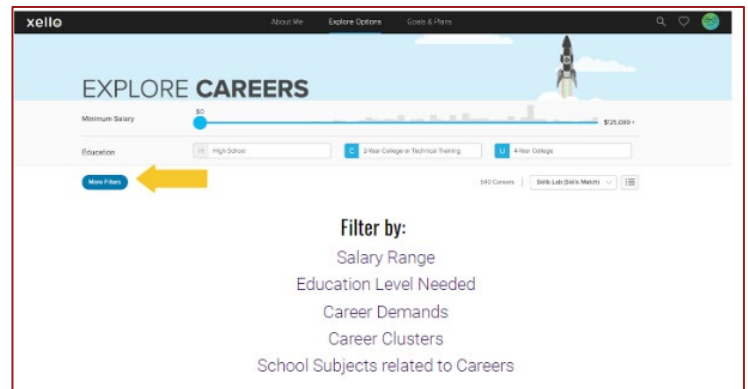 xello
About Me Explore Options Goals & Plans
EXPLORE CAREERS
Minimum Salary $0 $125,000+
Education H High School C 2-Year College or Technical Training U 4-Year College
More Filters 540 Careers | Skills Lab (Skills Match)
Filter by:
Salary Range
Education Level Needed
Career Demands
Career Clusters
School Subjects related to Careers